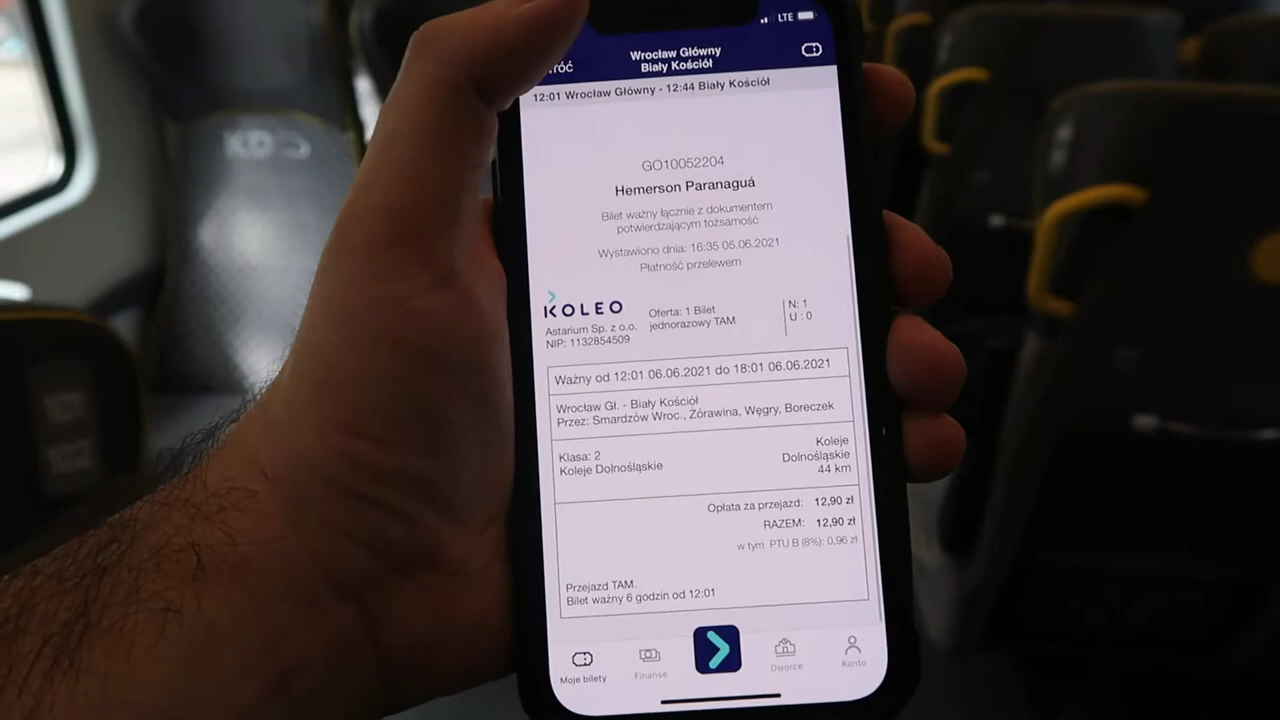 LTE
Wrocław Główny
Biały Kościół
12:01 Wrocław Główny - 12:44 Biały Kościół
GO10052204
Hemerson Paranaguá
Bilet ważny łącznie z dokumentem
potwierdzającym tożsamość
Wystawiono dnia: 16:35 05.06.2021
Płatność przelewem
KOLEO
Astarium Sp. z o.o.
NIP: 1132854509
Oferta: 1 Bilet
jednorazowy TAM
N: 1
U : 0
Ważny od 12:01 06.06.2021 do 18:01 06.06.2021
Wrocław Gł. - Biały Kościół
Przez: Smardzów Wroc., Żórawina, Węgry, Boreczek
Klasa: 2
Koleje Dolnośląskie
Koleje
Dolnośląskie
44 km
Opłata za przejazd: 12,90 zł
RAZEM: 12,90 zł
w tym PTU B (8%): 0,96 zł
Przejazd TAM.
Bilet ważny 6 godzin od 12:01
Moje bilety
Finanse
Dworce
Konto
KD
101
102